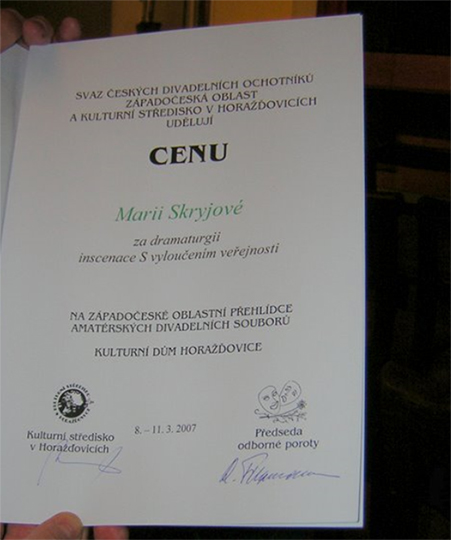 SVAZ ČESKÝCH DIVADELNÍCH OCHOTNÍKŮ
ZÁPADOČESKÁ OBLAST
A KULTURNÍ STŘEDISKO V HORAŽĎOVICÍCH
UDĚLUJÍ
CENU
Marii Skryjové
za dramaturgii
inscenace S vyloučením veřejnosti
NA ZÁPADOČESKÉ OBLASTNÍ PŘEHLÍDCE
AMATÉRSKÝCH DIVADELNÍCH SOUBORŮ
KULTURNÍ DŮM HORAŽĎOVICE
8. – 11. 3. 2007
Kulturní středisko
v Horažďovicích
Předseda
odborné poroty